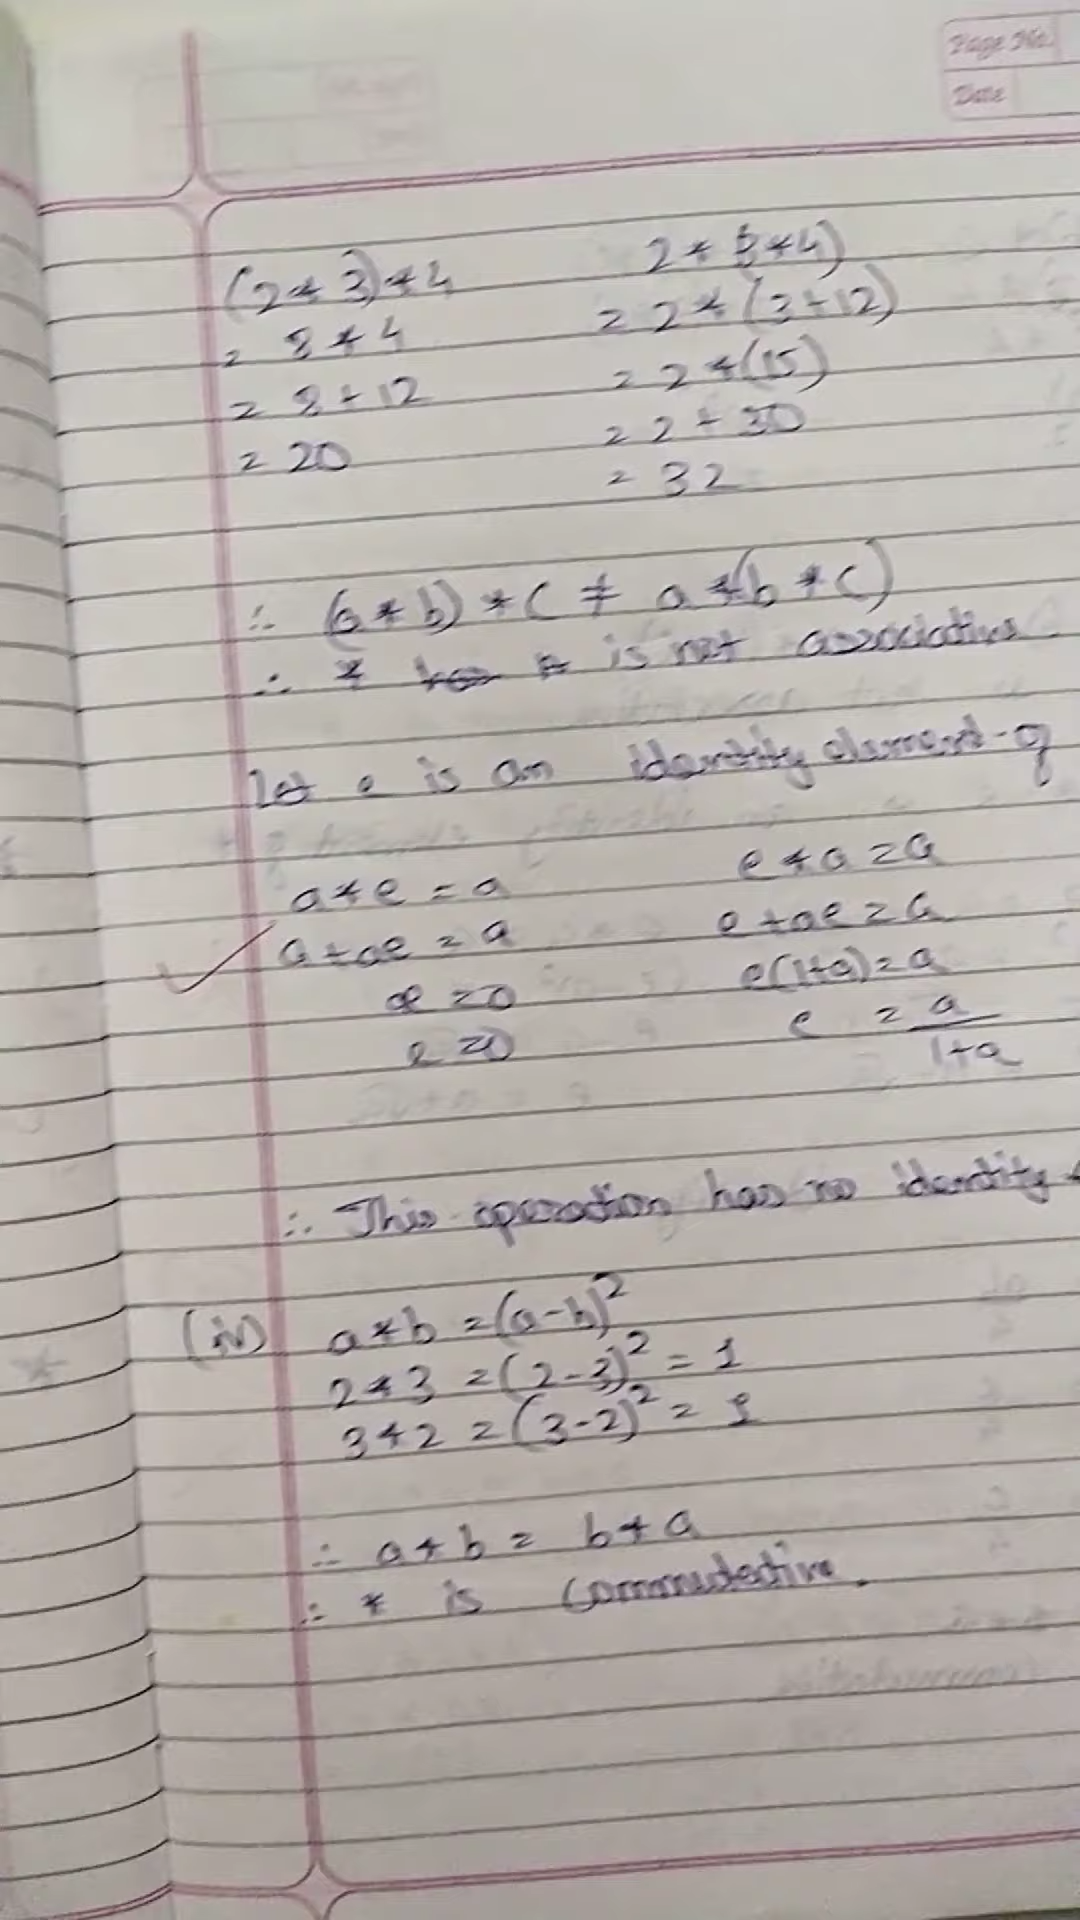 Page No.
Date
(2*3)*4
= 8*4
= 8+12
= 20
2*(3*4)
= 2*(3+12)
= 2*(15)
= 2+30
= 32
∴ (a*b)*c ≠ a*(b*c)
∴ * is not associative.
Let e is an identity element of
a*e = a
a+ae = a
ae = 0
e = 0
e*a = a
e+ae = a
e(1+a) = a
e = a/(1+a)
∴ This operation has no identity
(iv) a*b = (a-b)²
2*3 = (2-3)² = 1
3*2 = (3-2)² = 1
∴ a*b = b*a
∴ * is commutative.